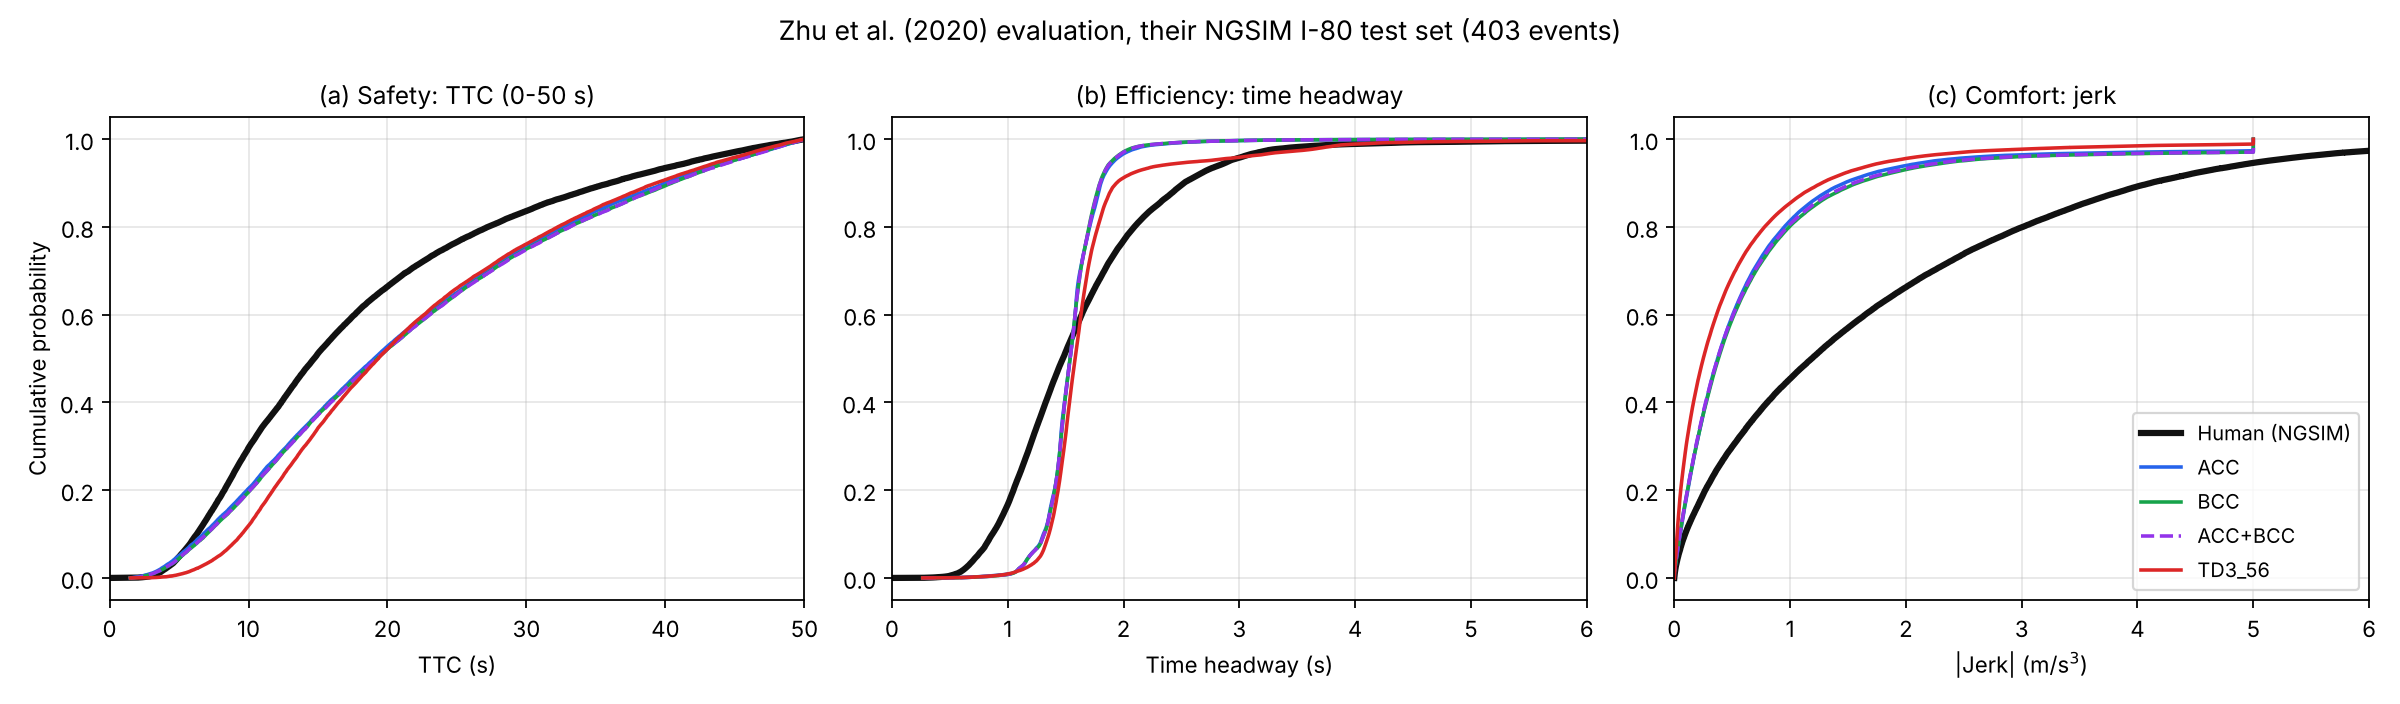 Zhu et al. (2020) evaluation, their NGSIM I-80 test set (403 events)
(a) Safety: TTC (0-50 s)
Cumulative probability
1.0
0.8
0.6
0.4
0.2
0.0
0 10 20 30 40 50
TTC (s)
(b) Efficiency: time headway
1.0
0.8
0.6
0.4
0.2
0.0
0 1 2 3 4 5 6
Time headway (s)
(c) Comfort: jerk
1.0
0.8
0.6
0.4
0.2
0.0
Human (NGSIM)
ACC
BCC
ACC+BCC
TD3_56
0 1 2 3 4 5 6
|Jerk| (m/s³)